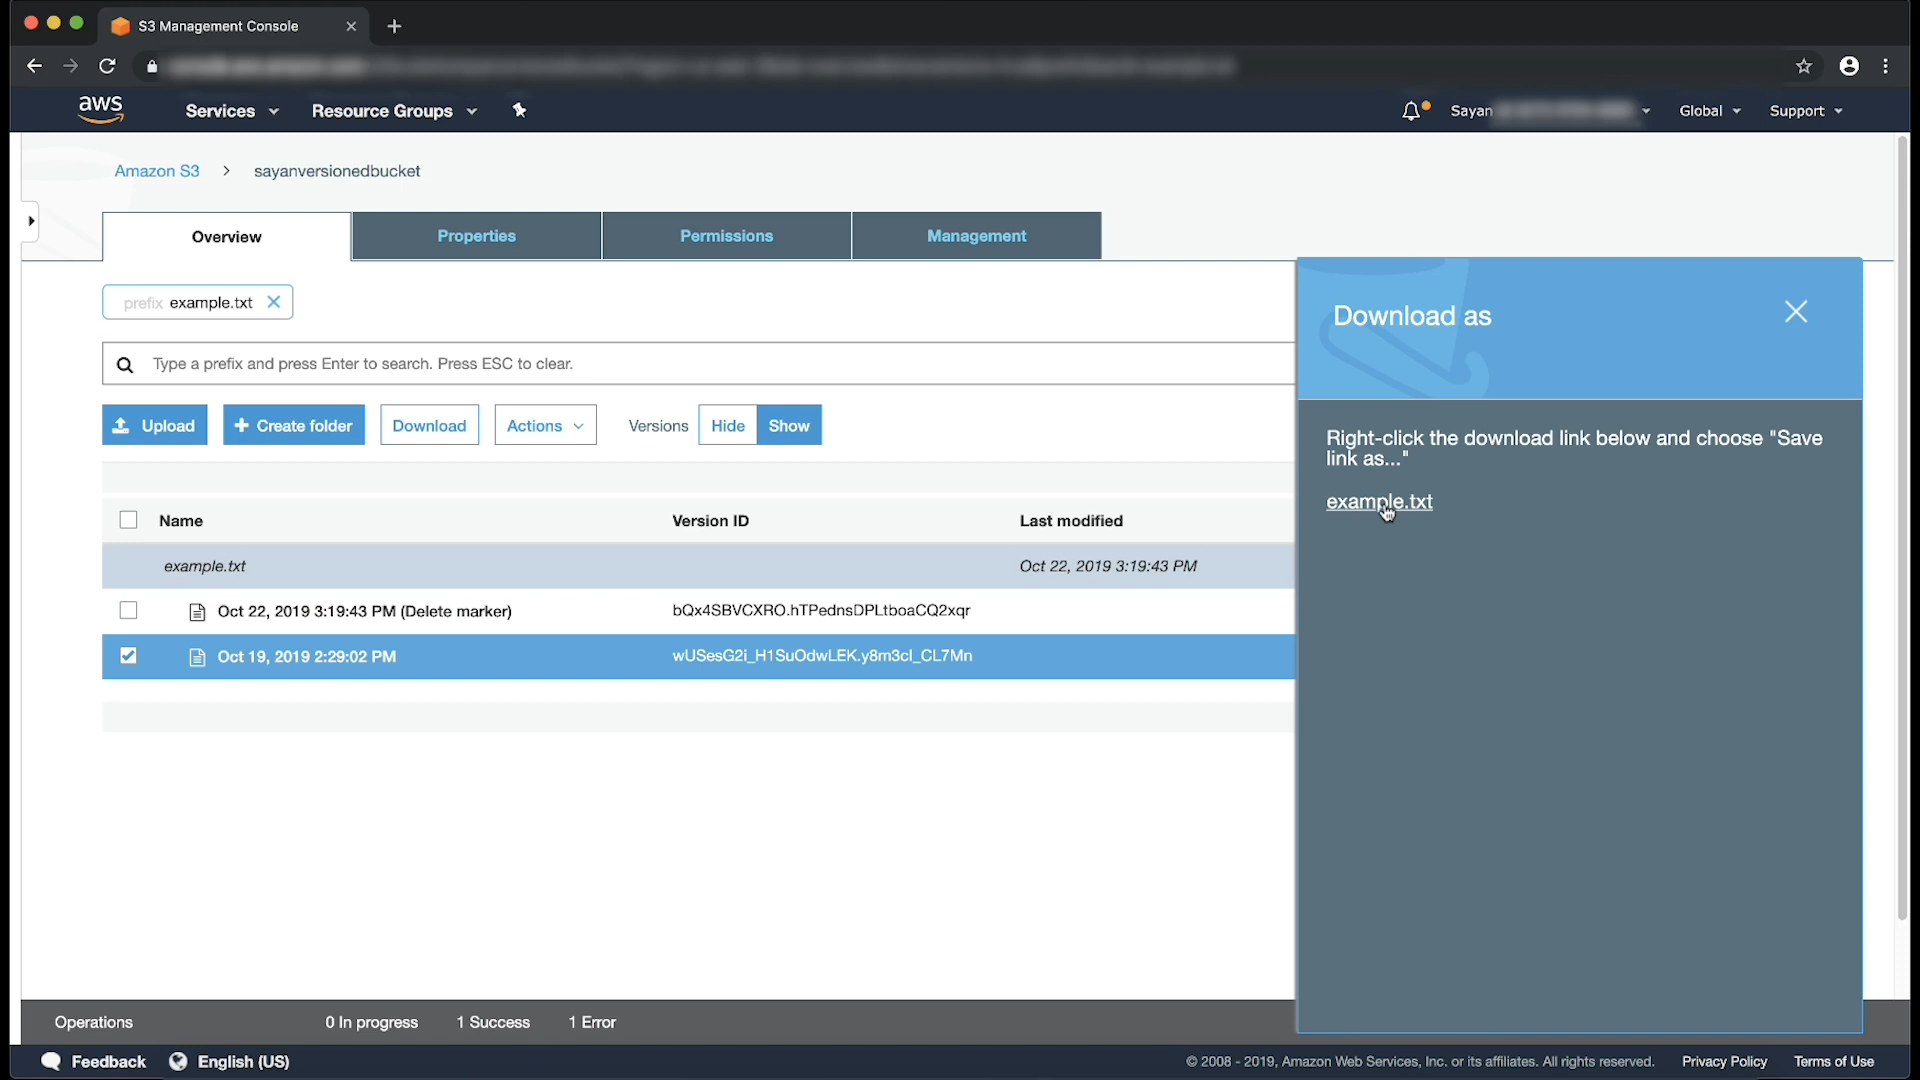 S3 Management Console
aws
Services
Resource Groups
Sayan
Global
Support
Amazon S3
sayanversionedbucket
Overview
Properties
Permissions
Management
prefix example.txt
Type a prefix and press Enter to search. Press ESC to clear.
Upload
Create folder
Download
Actions
Versions
Hide
Show
Name
Version ID
Last modified
example.txt
Oct 22, 2019 3:19:43 PM
Oct 22, 2019 3:19:43 PM (Delete marker)
bQx4SBVCXRO.hTPednsDPLtboaCQ2xqr
Oct 19, 2019 2:29:02 PM
wUSesG2i_H1SuOdwLEK.y8m3cl_CL7Mn
Download as
Right-click the download link below and choose "Save
link as..."
example.txt
Operations
0 In progress
1 Success
1 Error
Feedback
English (US)
© 2008 - 2019, Amazon Web Services, Inc. or its affiliates. All rights reserved.
Privacy Policy
Terms of Use